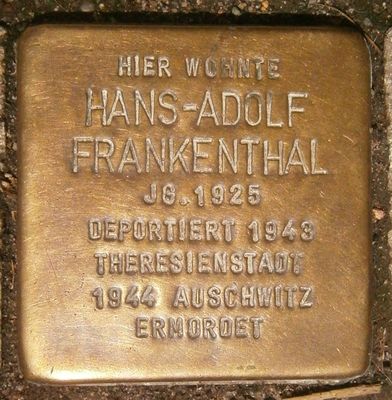 HIER WOHNTE
HANS-ADOLF
FRANKENTHAL
JG.1925
DEPORTIERT 1943
THERESIENSTADT
1944 AUSCHWITZ
ERMORDET